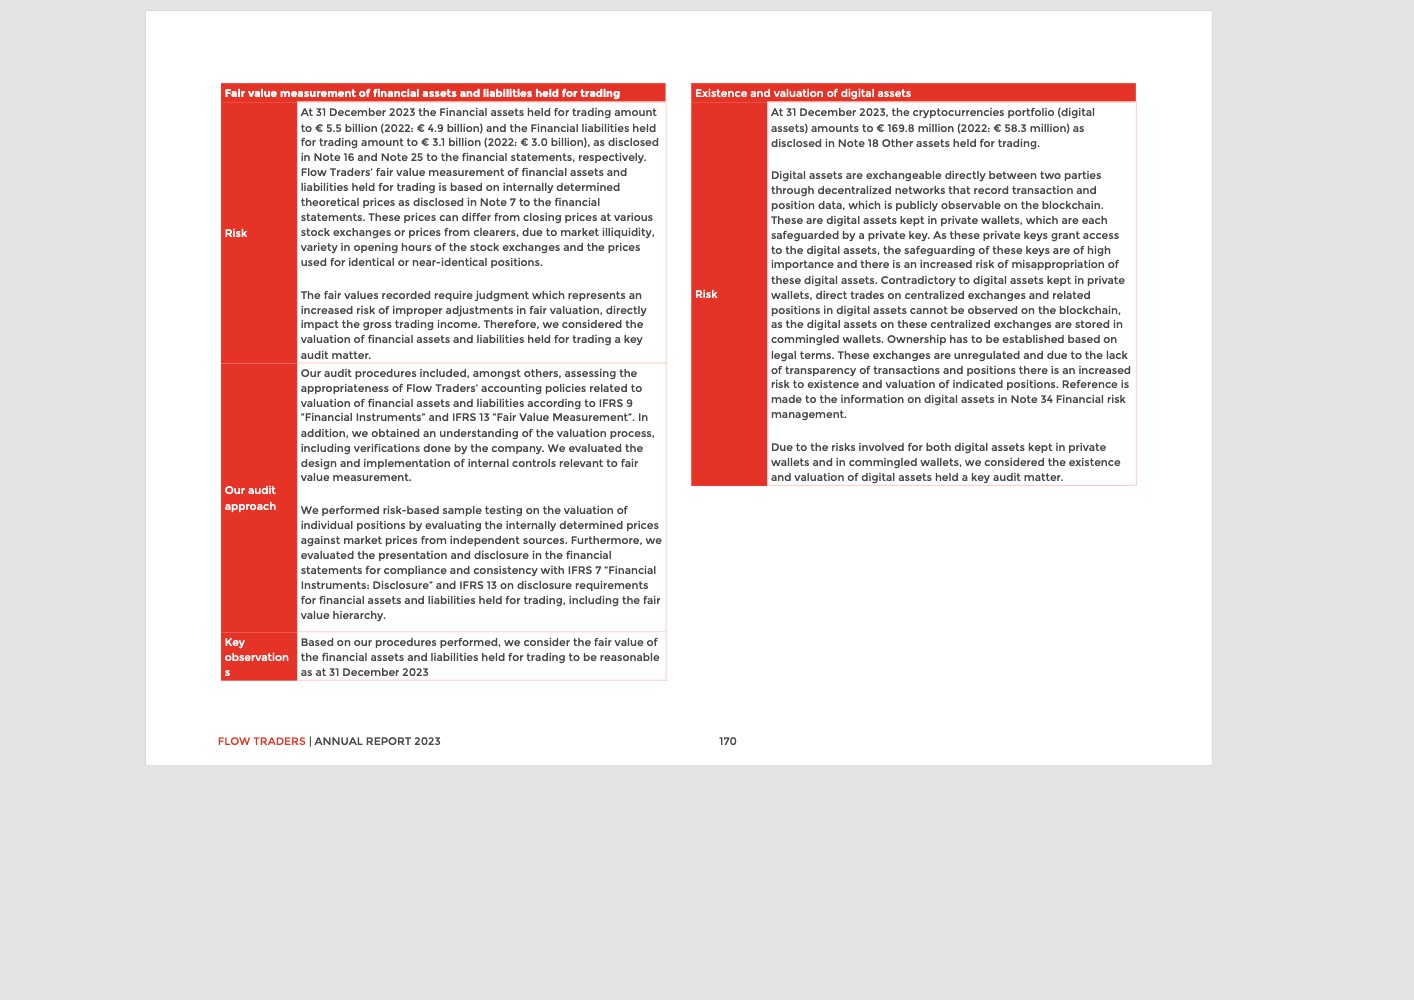 Fair value measurement of financial assets and liabilities held for trading
Risk
At 31 December 2023 the Financial assets held for trading amount
to € 5.5 billion (2022: € 4.9 billion) and the Financial liabilities held
for trading amount to € 3.1 billion (2022: € 3.0 billion), as disclosed
in Note 16 and Note 25 to the financial statements, respectively.
Flow Traders’ fair value measurement of financial assets and
liabilities held for trading is based on internally determined
theoretical prices as disclosed in Note 7 to the financial
statements. These prices can differ from closing prices at various
stock exchanges or prices from clearers, due to market illiquidity,
variety in opening hours of the stock exchanges and the prices
used for identical or near-identical positions.
The fair values recorded require judgment which represents an
increased risk of improper adjustments in fair valuation, directly
impact the gross trading income. Therefore, we considered the
valuation of financial assets and liabilities held for trading a key
audit matter.
Our audit
approach
Our audit procedures included, amongst others, assessing the
appropriateness of Flow Traders’ accounting policies related to
valuation of financial assets and liabilities according to IFRS 9
“Financial Instruments” and IFRS 13 “Fair Value Measurement”. In
addition, we obtained an understanding of the valuation process,
including verifications done by the company. We evaluated the
design and implementation of internal controls relevant to fair
value measurement.
We performed risk-based sample testing on the valuation of
individual positions by evaluating the internally determined prices
against market prices from independent sources. Furthermore, we
evaluated the presentation and disclosure in the financial
statements for compliance and consistency with IFRS 7 “Financial
Instruments: Disclosure” and IFRS 13 on disclosure requirements
for financial assets and liabilities held for trading, including the fair
value hierarchy.
Key
observation
s
Based on our procedures performed, we consider the fair value of
the financial assets and liabilities held for trading to be reasonable
as at 31 December 2023
Existence and valuation of digital assets
Risk
At 31 December 2023, the cryptocurrencies portfolio (digital
assets) amounts to € 169.8 million (2022: € 58.3 million) as
disclosed in Note 18 Other assets held for trading.
Digital assets are exchangeable directly between two parties
through decentralized networks that record transaction and
position data, which is publicly observable on the blockchain.
These are digital assets kept in private wallets, which are each
safeguarded by a private key. As these private keys grant access
to the digital assets, the safeguarding of these keys are of high
importance and there is an increased risk of misappropriation of
these digital assets. Contradictory to digital assets kept in private
wallets, direct trades on centralized exchanges and related
positions in digital assets cannot be observed on the blockchain,
as the digital assets on these centralized exchanges are stored in
commingled wallets. Ownership has to be established based on
legal terms. These exchanges are unregulated and due to the lack
of transparency of transactions and positions there is an increased
risk to existence and valuation of indicated positions. Reference is
made to the information on digital assets in Note 34 Financial risk
management.
Due to the risks involved for both digital assets kept in private
wallets and in commingled wallets, we considered the existence
and valuation of digital assets held a key audit matter.
FLOW TRADERS | ANNUAL REPORT 2023
170